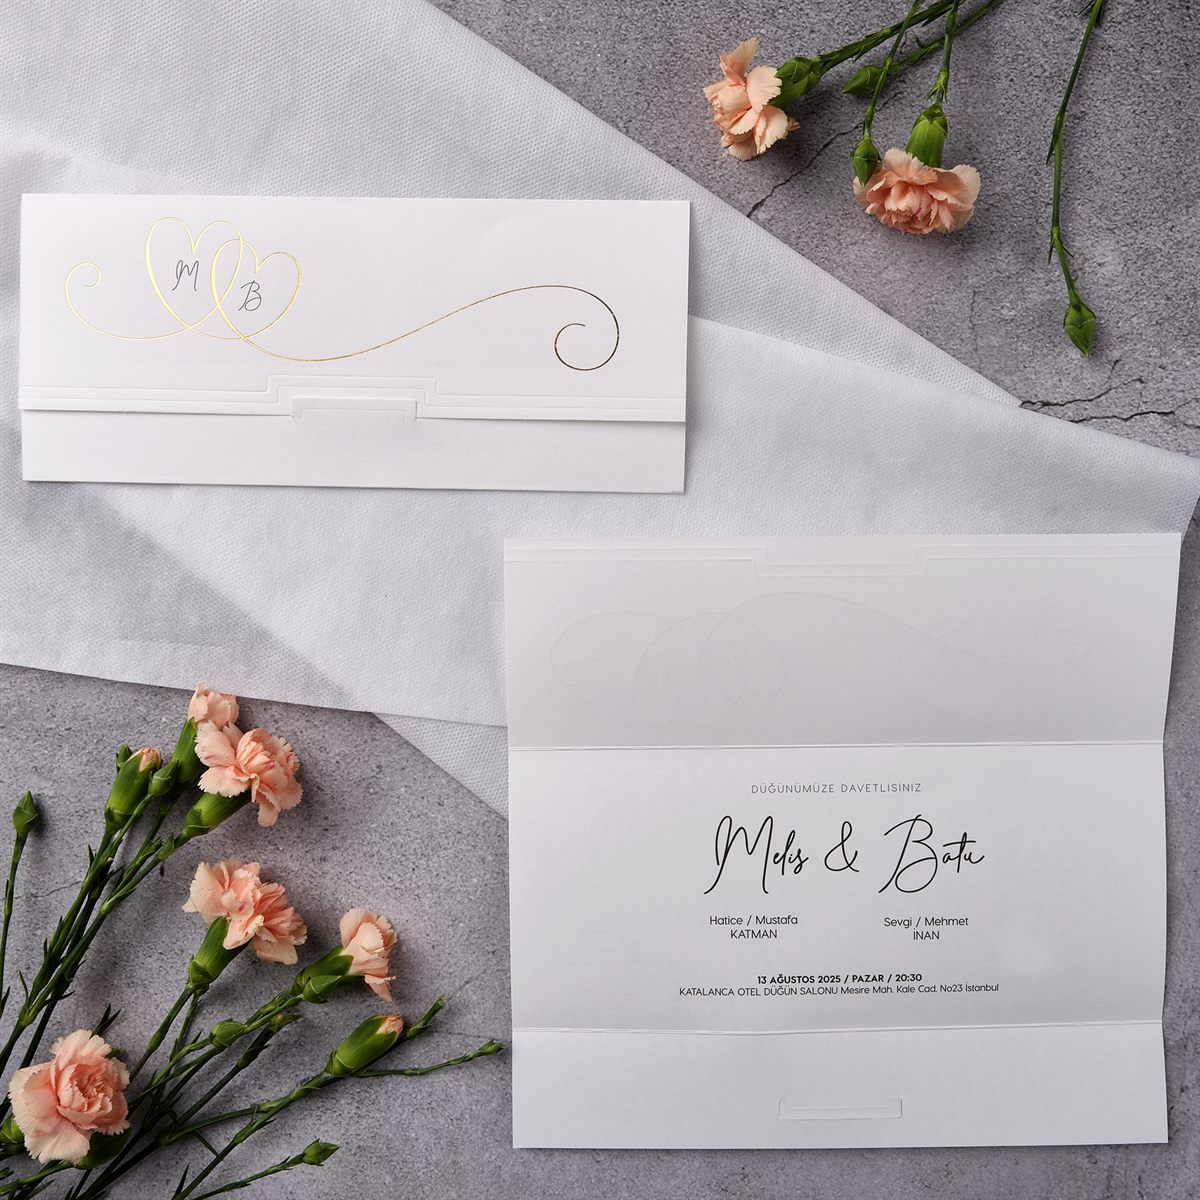 M
B
DÜĞÜNÜMÜZE DAVETLİSİNİZ
Melis & Batu
Hatice / Mustafa
KATMAN
Sevgi / Mehmet
İNAN
13 AĞUSTOS 2025 / PAZAR / 20:30
KATALANCA OTEL DÜĞÜN SALONU Mesire Mah. Kale Cad. No23 İstanbul